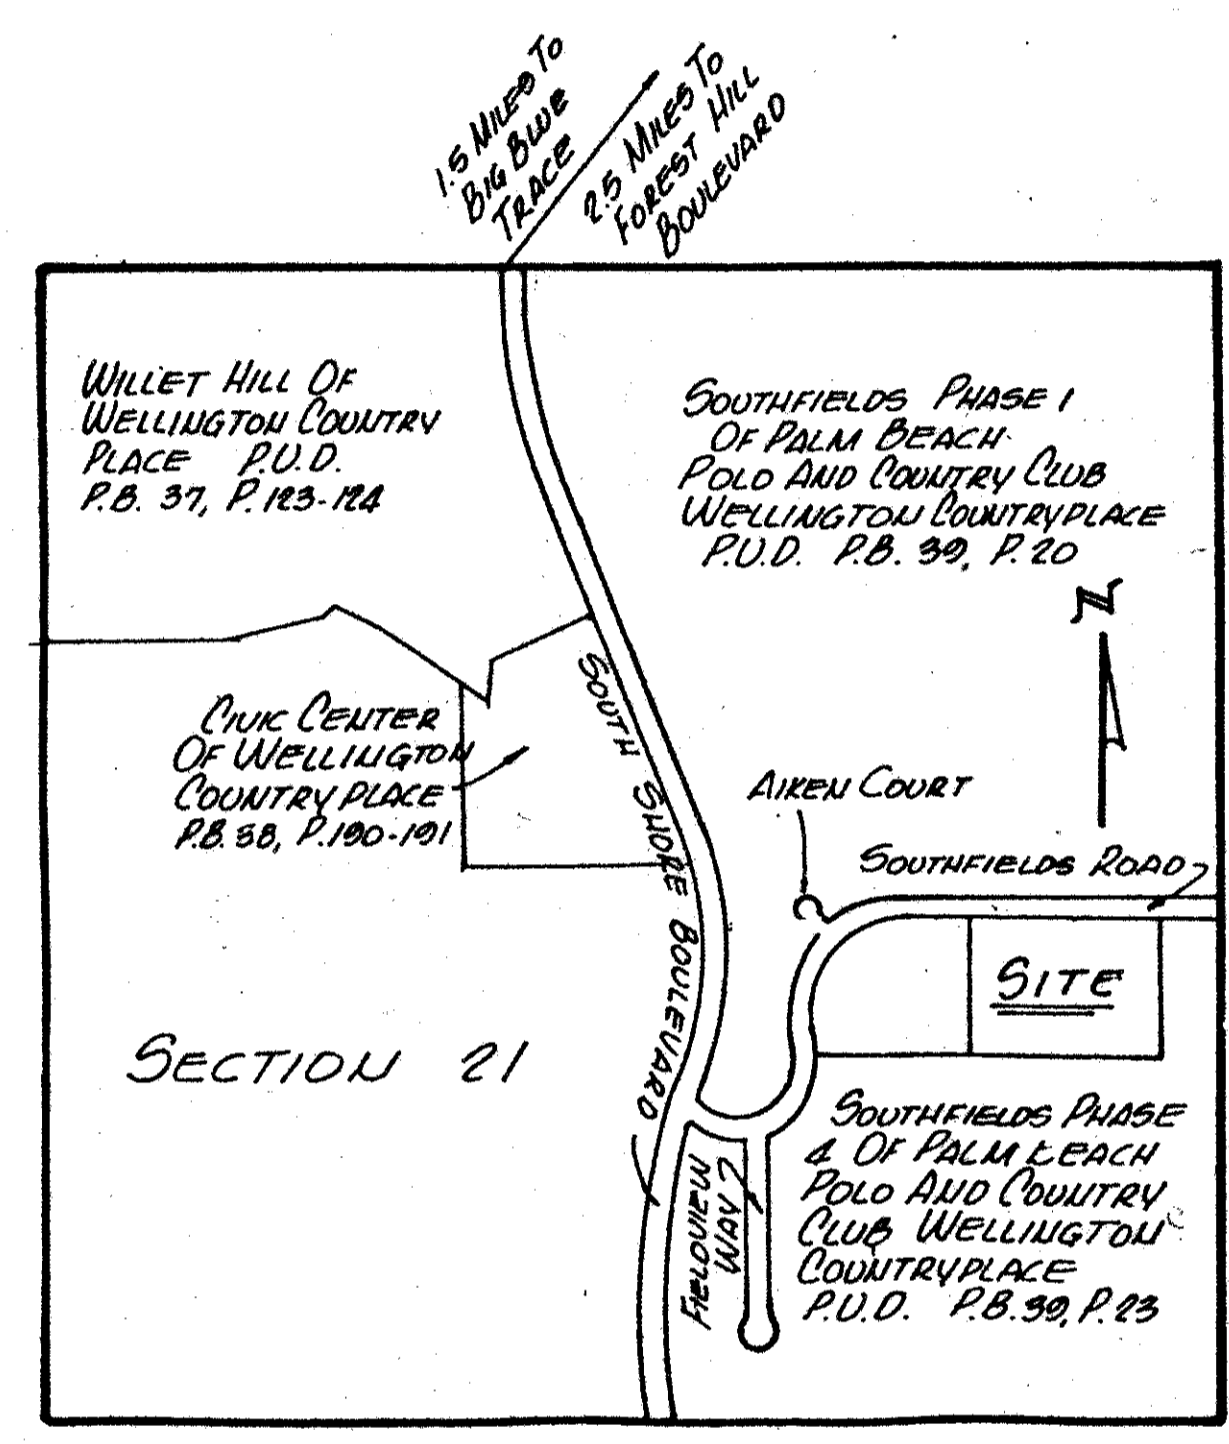 1.5 MILES TO
BIG BLUE
TRACE
2.5 MILES TO
FOREST HILL
BOULEVARD
WILLET HILL OF
WELLINGTON COUNTRY
PLACE P.U.D.
P.B. 37, P. 123-124
SOUTHFIELDS PHASE 1
OF PALM BEACH
POLO AND COUNTRY CLUB
WELLINGTON COUNTRYPLACE
P.U.D. P.B. 39, P. 20
N
CIVIC CENTER
OF WELLINGTON
COUNTRYPLACE
P.B. 38, P. 190-191
SOUTH SHORE BOULEVARD
AIKEN COURT
SOUTHFIELDS ROAD
SITE
SECTION 21
FIELDVIEW
WAY
SOUTHFIELDS PHASE
4 OF PALM BEACH
POLO AND COUNTRY
CLUB WELLINGTON
COUNTRYPLACE
P.U.D. P.B. 39, P. 23